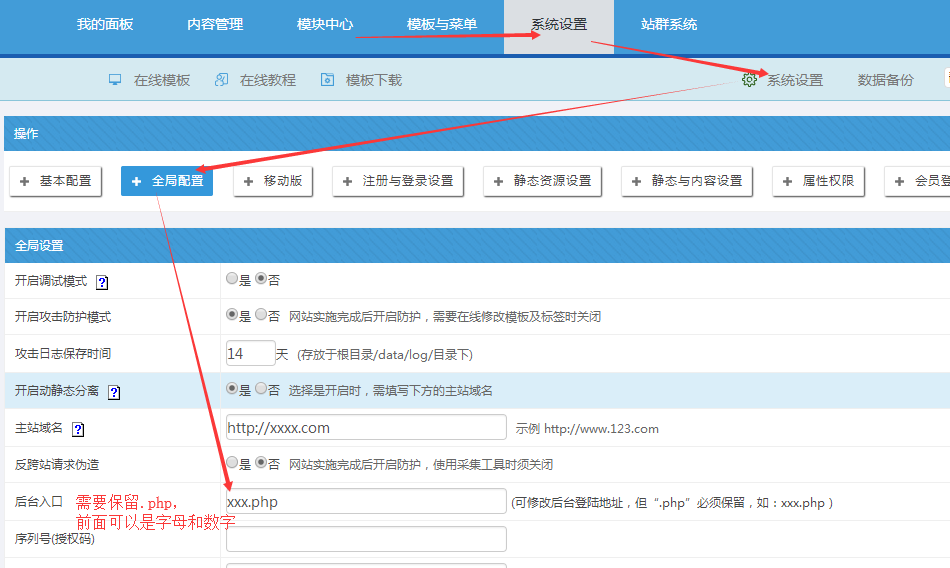 我的面板 内容管理 模块中心 模板与菜单 系统设置 站群系统
在线模板 在线教程 模板下载 系统设置 数据备份
操作
基本配置 全局配置 移动版 注册与登录设置 静态资源设置 静态与内容设置 属性权限 会员登
全局设置
开启调试模式 ? 是 否
开启攻击防护模式 是 否 网站实施完成后开启防护，需要在线修改模板及标签时关闭
攻击日志保存时间 14 天 (存放于根目录/data/log/目录下)
开启动静态分离 ? 是 否 选择是开启时，需填写下方的主站域名
主站域名 ? http://xxxx.com 示例 http://www.123.com
反跨站请求伪造 是 否 网站实施完成后开启防护，使用采集工具时须关闭
后台入口 xxx.php (可修改后台登陆地址，但“.php”必须保留，如：xxx.php )
需要保留.php,
前面可以是字母和数字
序列号(授权码)